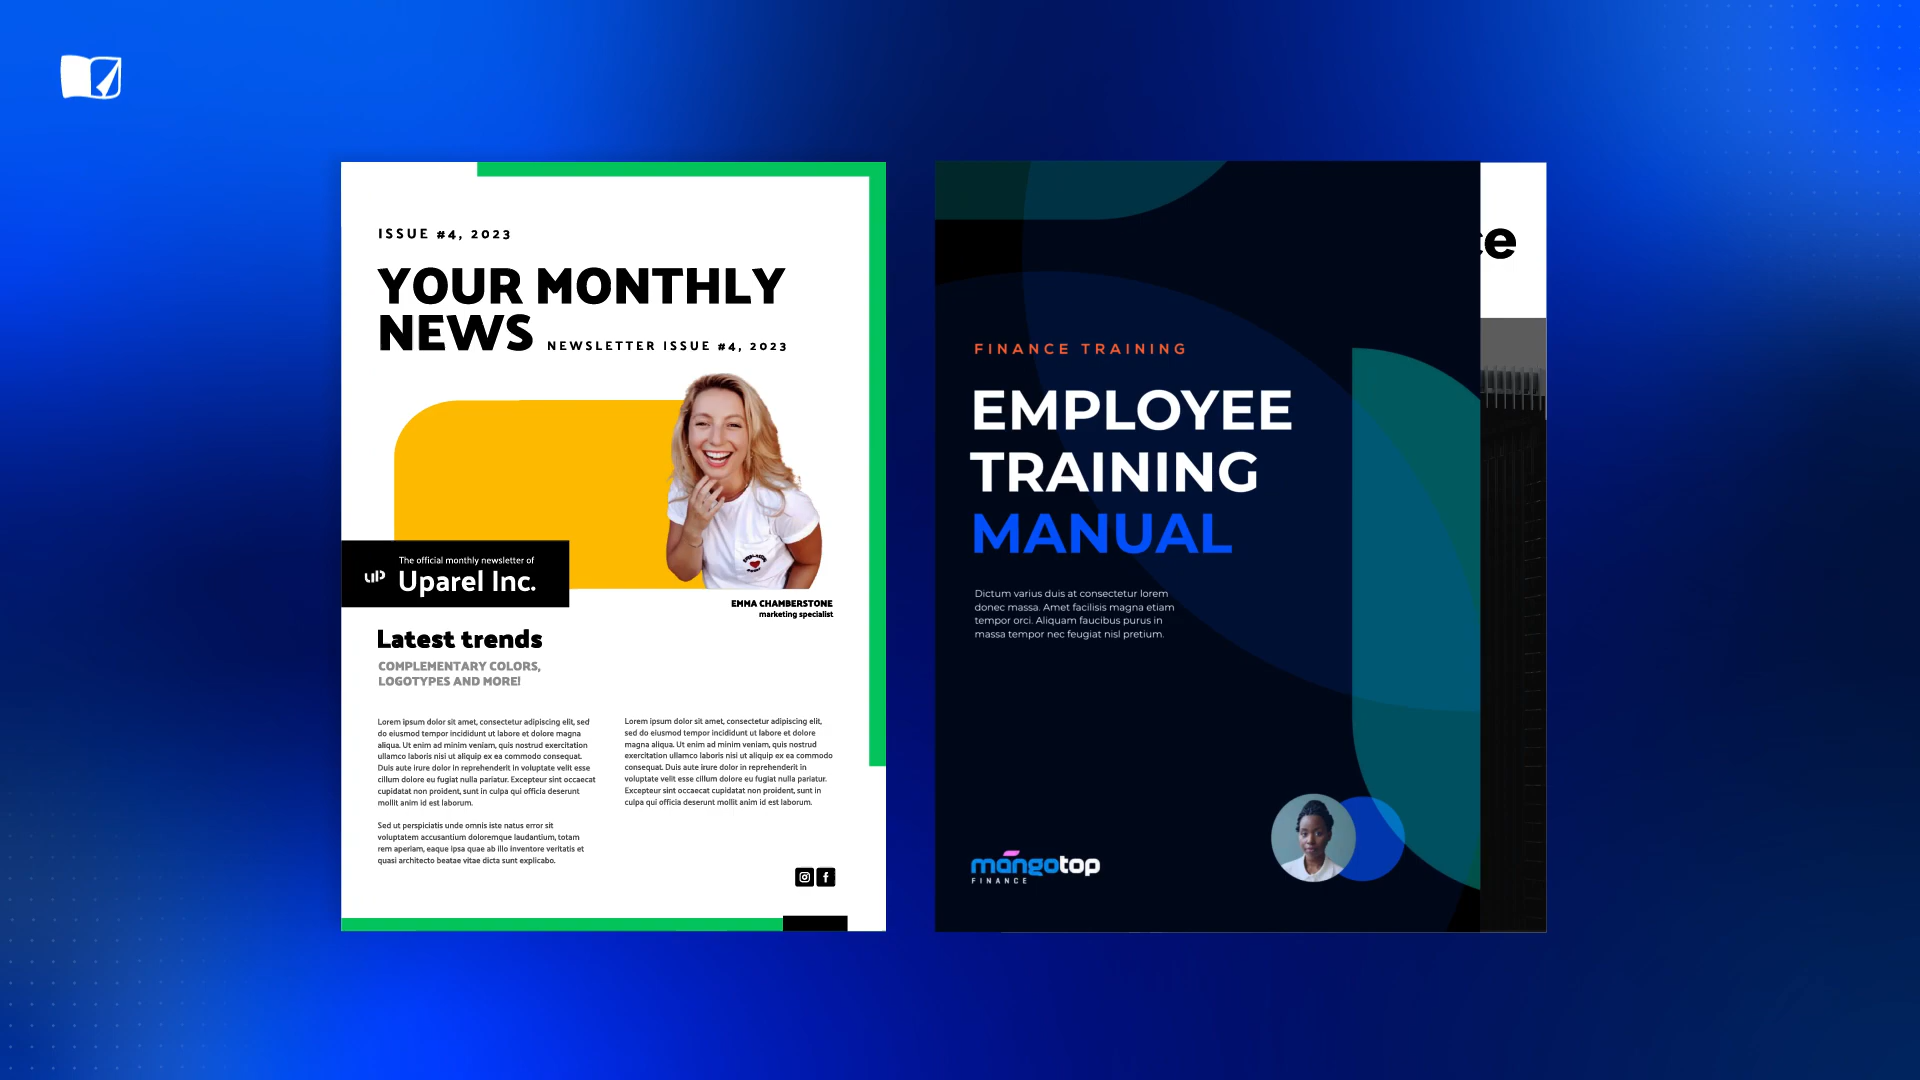 ISSUE #4, 2023
YOUR MONTHLY
NEWS NEWSLETTER ISSUE #4, 2023
The official monthly newsletter of
Uparel Inc.
EMMA CHAMBERSTONE
marketing specialist
Latest trends
COMPLEMENTARY COLORS,
LOGOTYPES AND MORE!
Lorem ipsum dolor sit amet, consectetur adipiscing elit, sed
do eiusmod tempor incididunt ut labore et dolore magna
aliqua. Ut enim ad minim veniam, quis nostrud exercitation
ullamco laboris nisi ut aliquip ex ea commodo consequat.
Duis aute irure dolor in reprehenderit in voluptate velit esse
cillum dolore eu fugiat nulla pariatur. Excepteur sint occaecat
cupidatat non proident, sunt in culpa qui officia deserunt
mollit anim id est laborum.
Sed ut perspiciatis unde omnis iste natus error sit
voluptatem accusantium doloremque laudantium, totam
rem aperiam, eaque ipsa quae ab illo inventore veritatis et
quasi architecto beatae vitae dicta sunt explicabo.
Lorem ipsum dolor sit amet, consectetur adipiscing elit,
sed do eiusmod tempor incididunt ut labore et dolore
magna aliqua. Ut enim ad minim veniam, quis nostrud
exercitation ullamco laboris nisi ut aliquip ex ea commodo
consequat. Duis aute irure dolor in reprehenderit in
voluptate velit esse cillum dolore eu fugiat nulla pariatur.
Excepteur sint occaecat cupidatat non proident, sunt in
culpa qui officia deserunt mollit anim id est laborum.
FINANCE TRAINING
EMPLOYEE
TRAINING
MANUAL
Dictum varius duis at consectetur lorem
donec massa. Amet facilisis magna etiam
tempor orci. Aliquam faucibus purus in
massa tempor nec feugiat nisl pretium.
mangotop
FINANCE